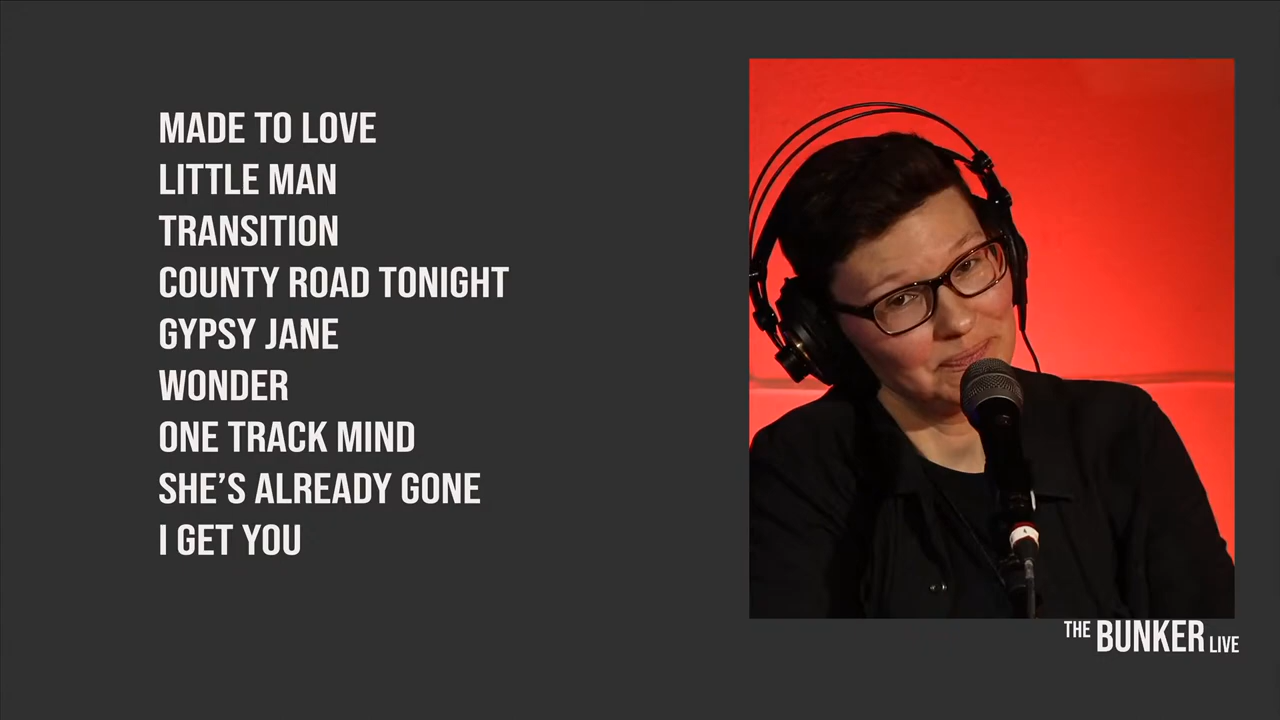 MADE TO LOVE
LITTLE MAN
TRANSITION
COUNTY ROAD TONIGHT
GYPSY JANE
WONDER
ONE TRACK MIND
SHE’S ALREADY GONE
I GET YOU
THE BUNKER LIVE